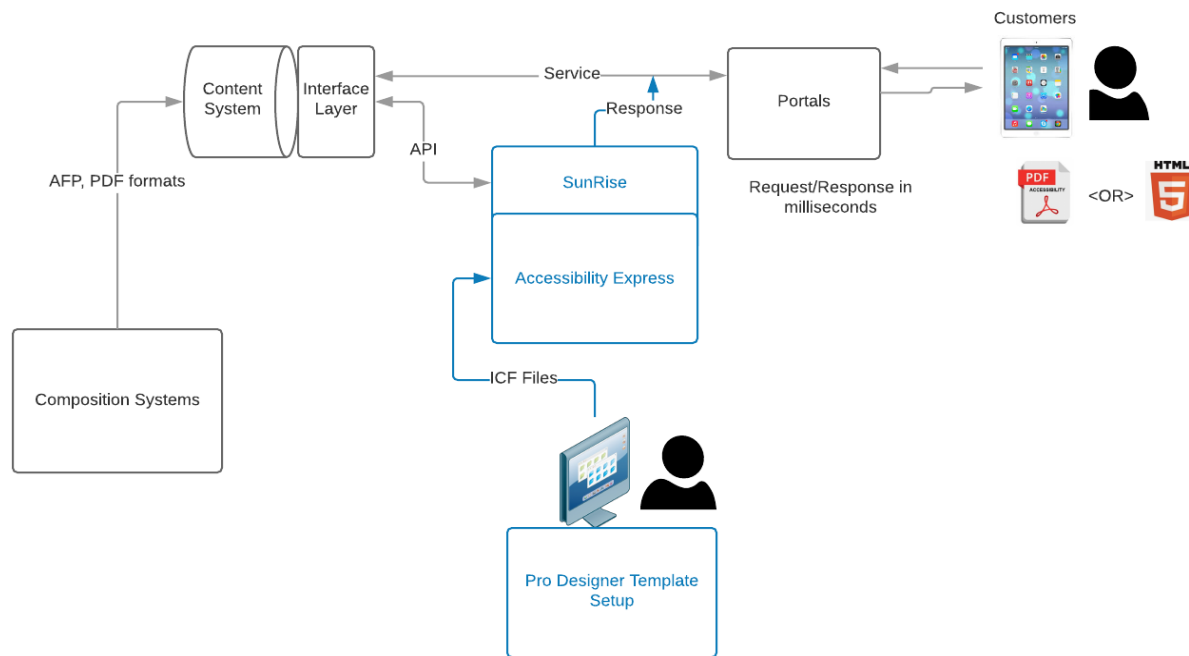 Customers
Content
System
Interface
Layer
Service
Portals
Response
API
AFP, PDF formats
SunRise
Request/Response in
milliseconds
PDF
ACCESSIBILITY
<OR>
HTML
5
Accessibility Express
ICF Files
Composition Systems
Pro Designer Template
Setup